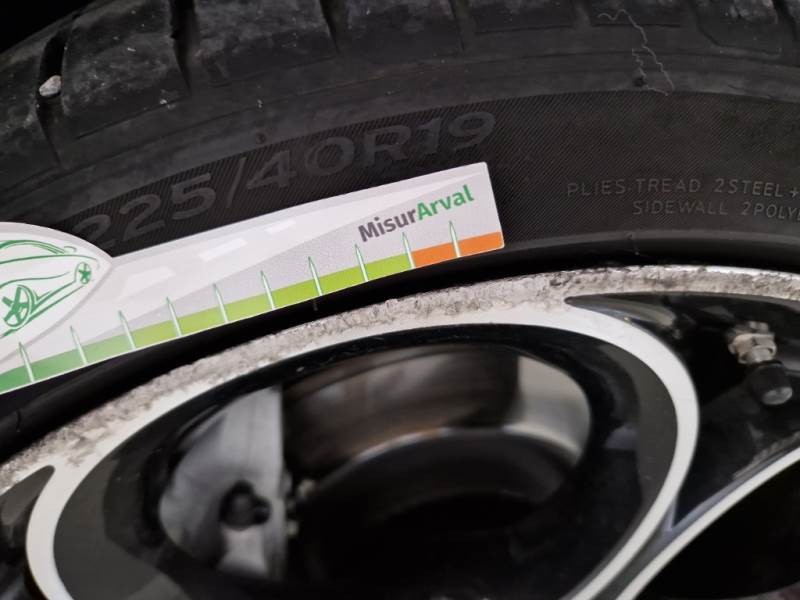 225/40R19
MisurArval
PLIES:TREAD 2STEEL+
SIDEWALL 2POLY